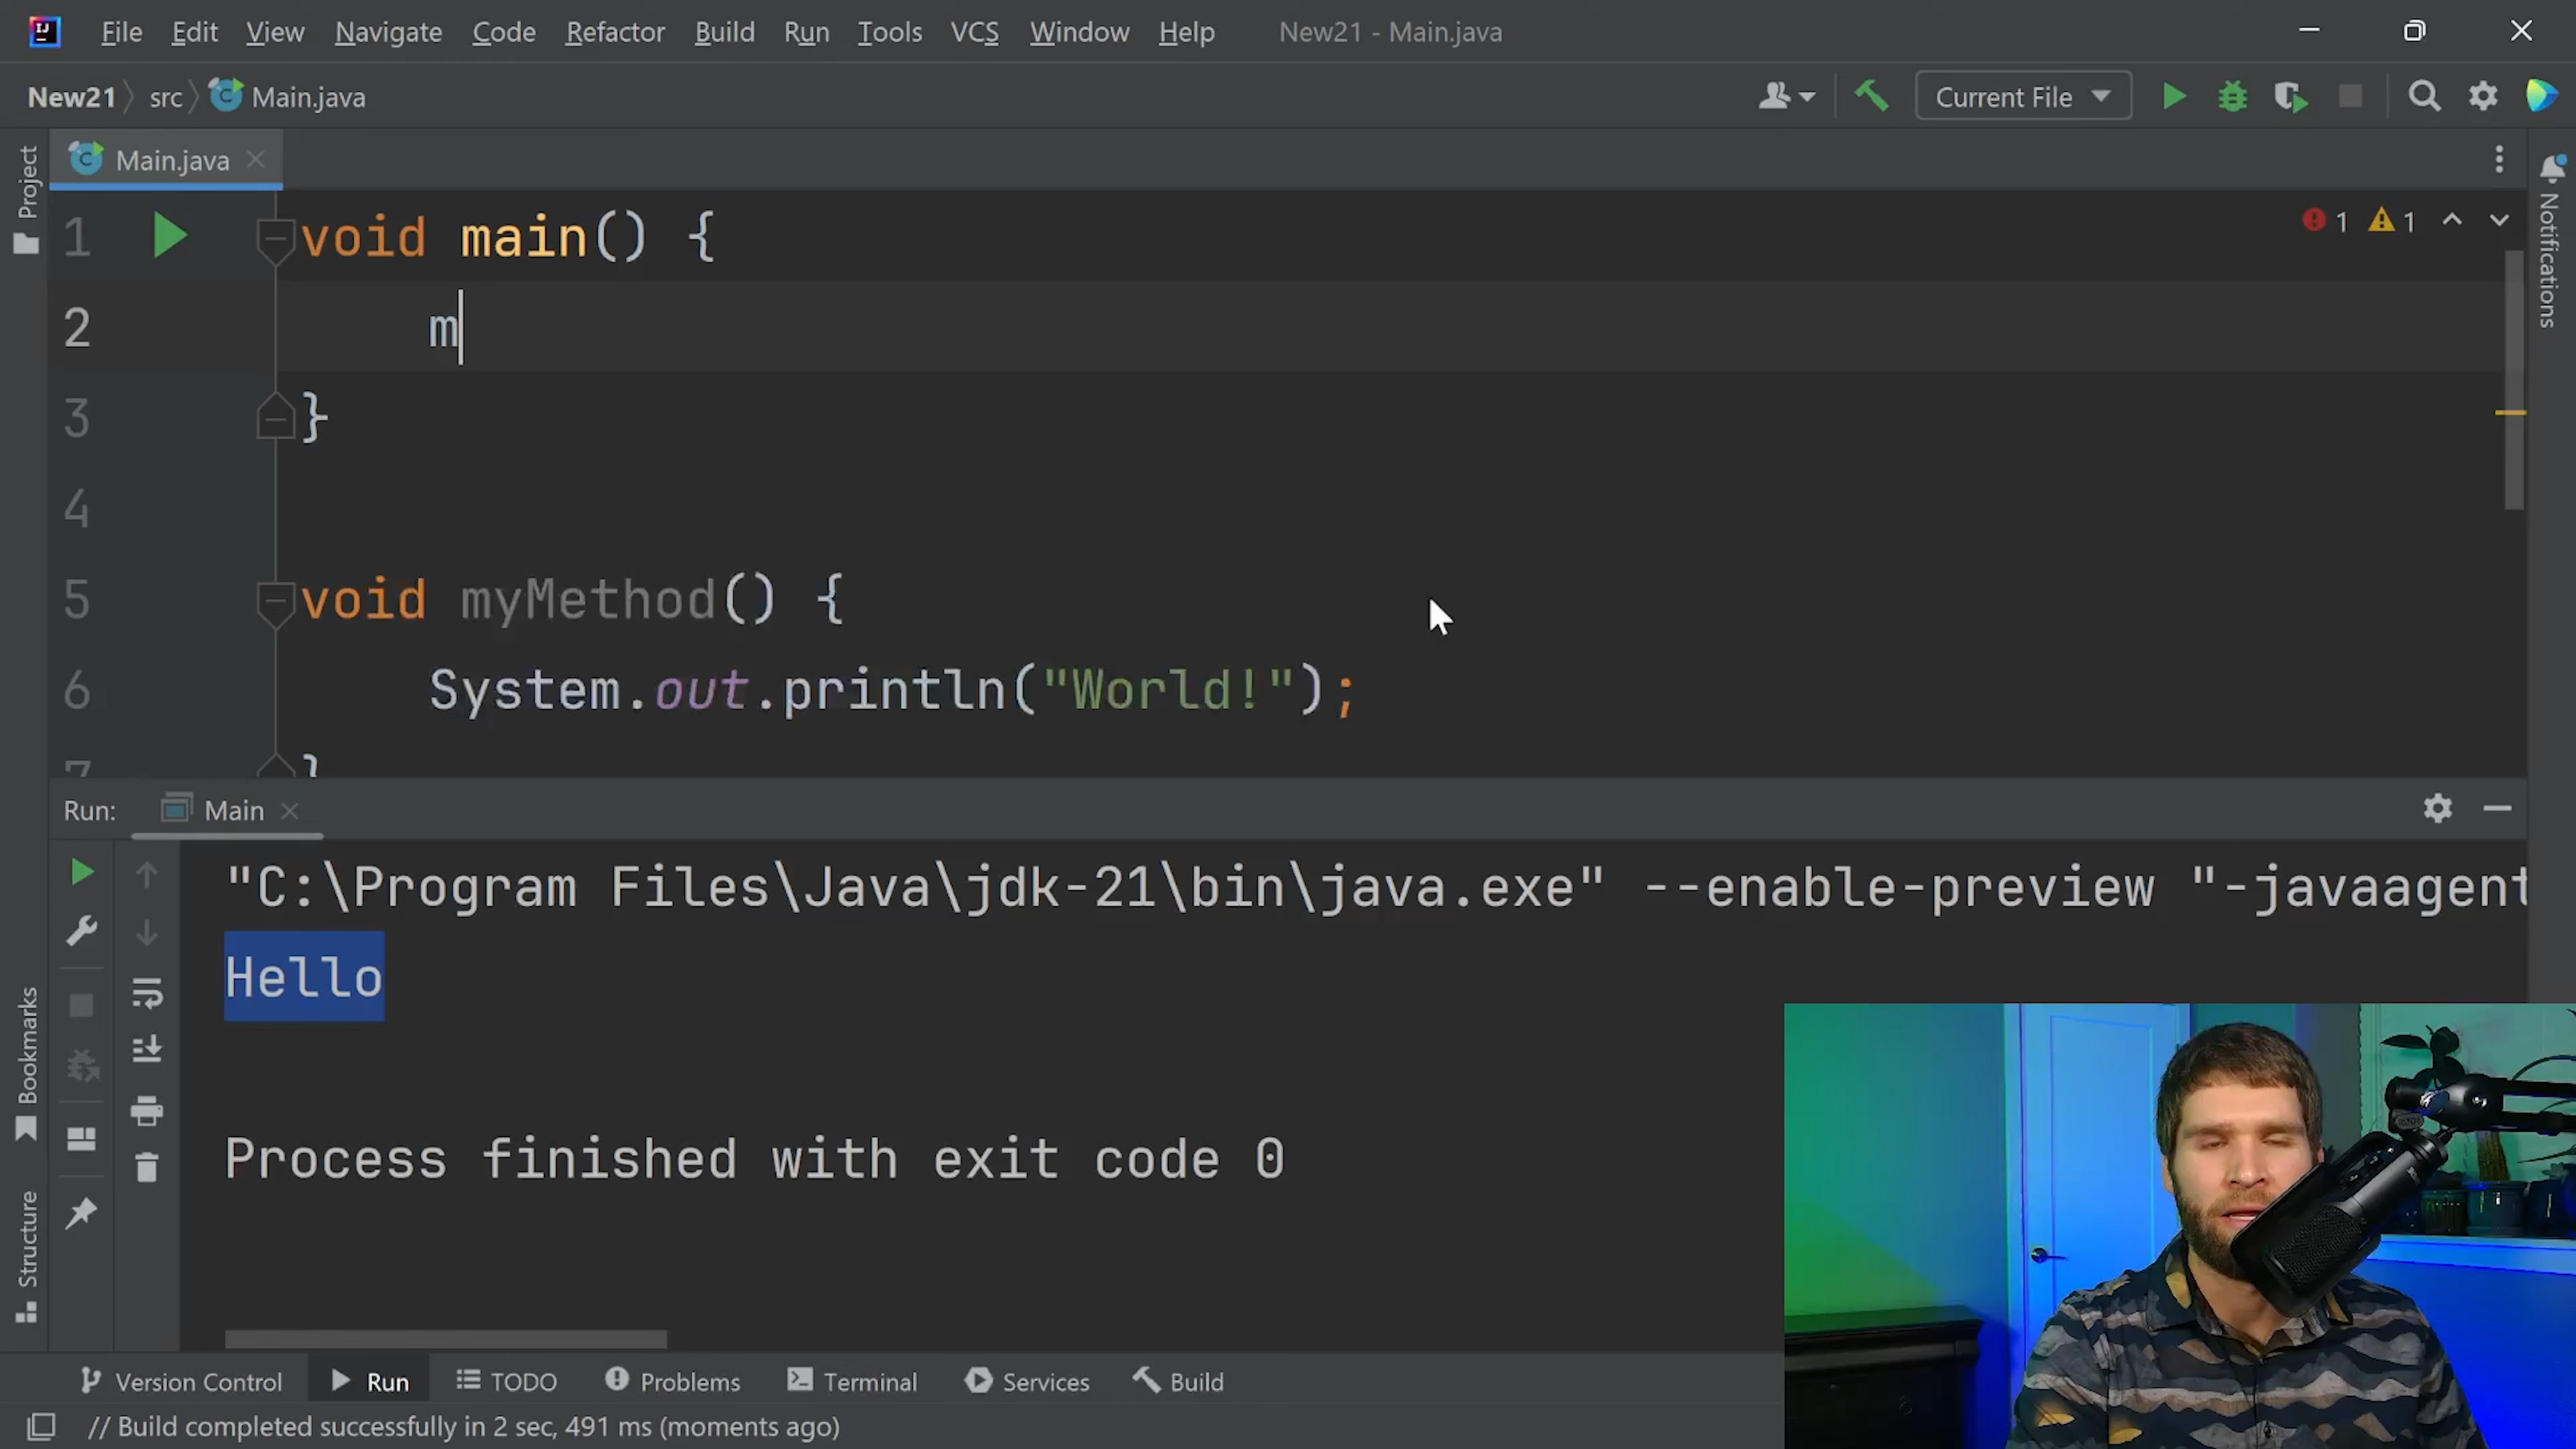 File Edit View Navigate Code Refactor Build Run Tools VCS Window Help New21 - Main.java
New21 src Main.java Current File
Main.java
Project
Notifications
1 1
1 void main() {
2 m
3 }
4
5 void myMethod() {
6 System.out.println("World!");
7 }
Run: Main
"C:\Program Files\Java\jdk-21\bin\java.exe" --enable-preview "-javaagent
Hello
Process finished with exit code 0
Bookmarks
Structure
Version Control Run TODO Problems Terminal Services Build
// Build completed successfully in 2 sec, 491 ms (moments ago)